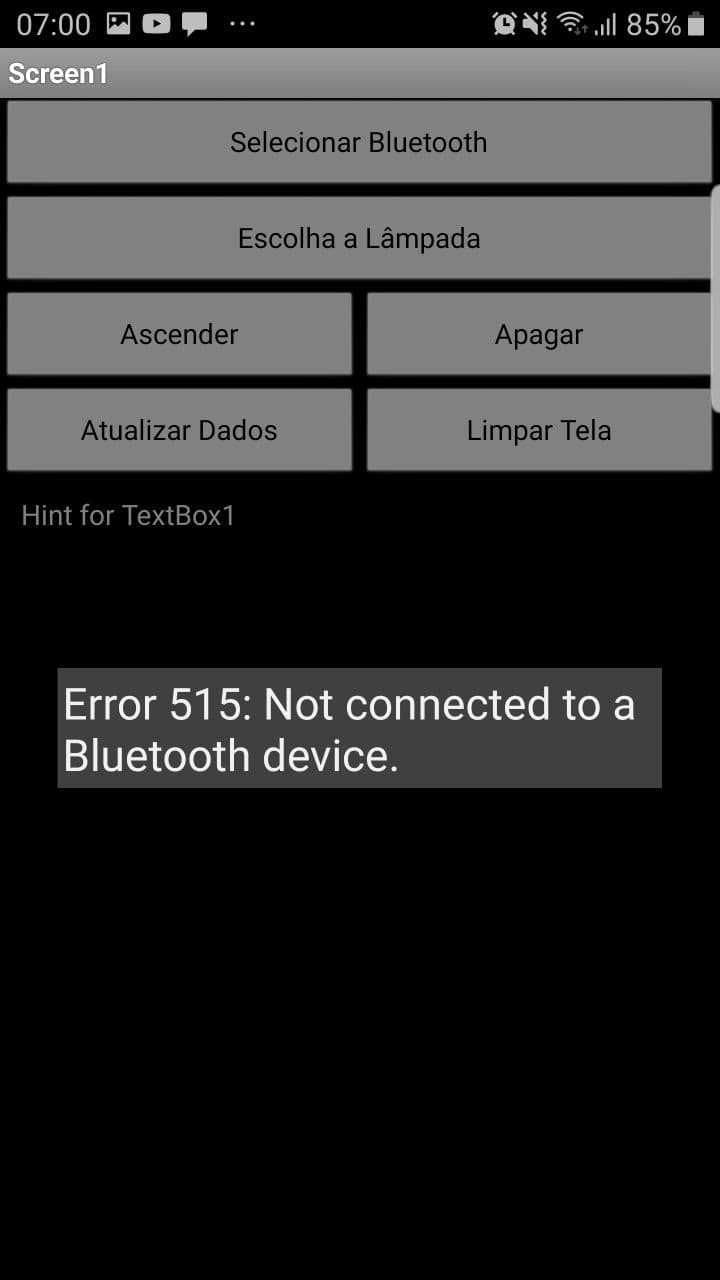 07:00 ... 85%
Screen1
Selecionar Bluetooth
Escolha a Lâmpada
Ascender Apagar
Atualizar Dados Limpar Tela
Hint for TextBox1
Error 515: Not connected to a
Bluetooth device.